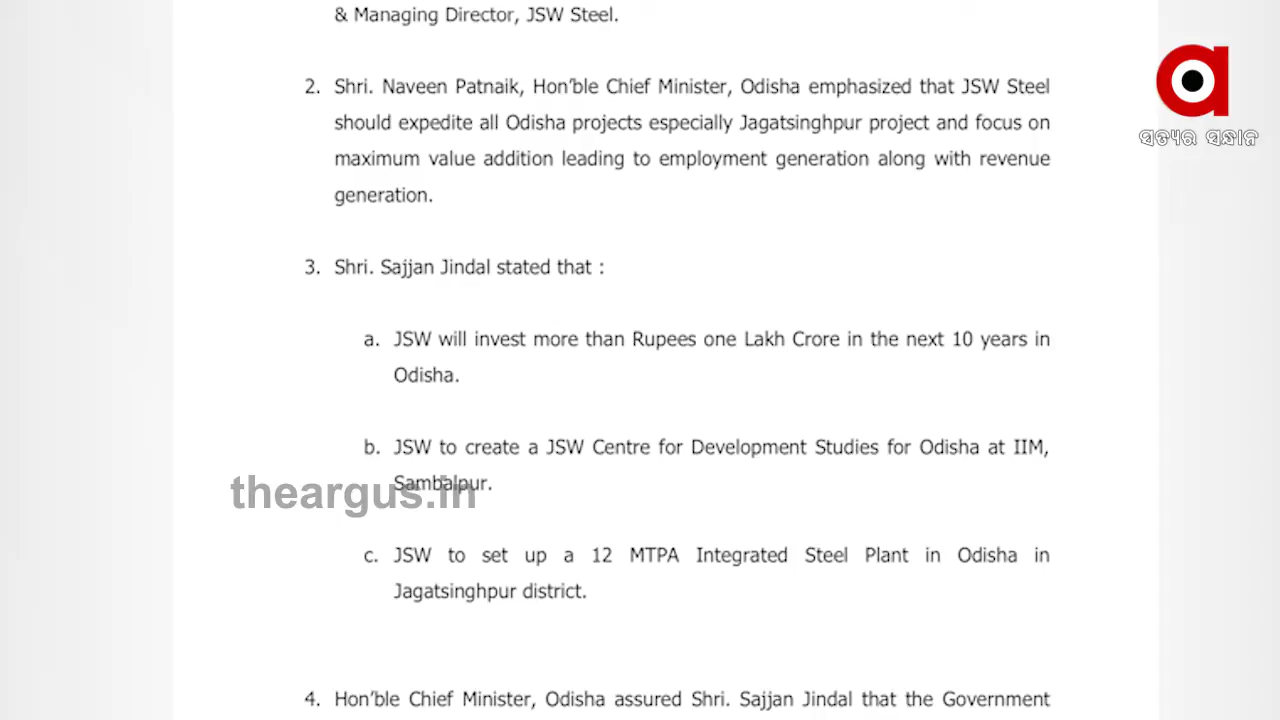 & Managing Director, JSW Steel.
2. Shri. Naveen Patnaik, Hon’ble Chief Minister, Odisha emphasized that JSW Steel
should expedite all Odisha projects especially Jagatsinghpur project and focus on
maximum value addition leading to employment generation along with revenue
generation.
3. Shri. Sajjan Jindal stated that :
a. JSW will invest more than Rupees one Lakh Crore in the next 10 years in
Odisha.
b. JSW to create a JSW Centre for Development Studies for Odisha at IIM,
Sambalpur.
c. JSW to set up a 12 MTPA Integrated Steel Plant in Odisha in
Jagatsinghpur district.
4. Hon’ble Chief Minister, Odisha assured Shri. Sajjan Jindal that the Government
theargus.in
a
ସତ୍ୟର ସନ୍ଧାନ